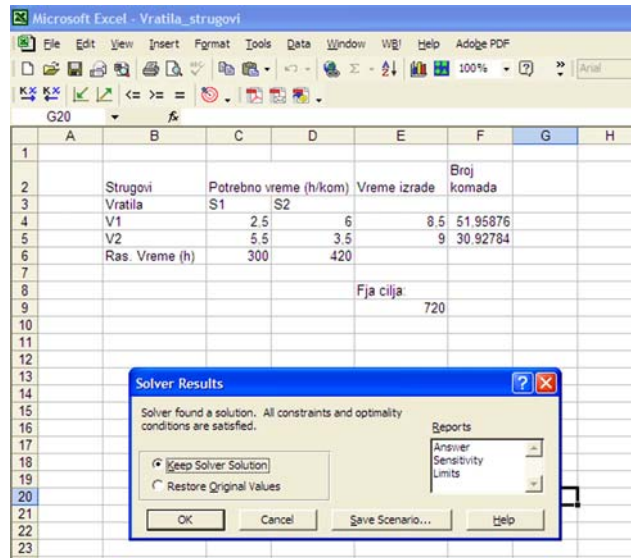 Microsoft Excel - Vratila_strugovi
File Edit View Insert Format Tools Data Window WB! Help Adobe PDF
100% Arial
<= >= =
G20 fx
A B C D E F G H
1
Broj
2 Strugovi Potrebno vreme (h/kom) Vreme izrade komada
3 Vratila S1 S2
4 V1 2.5 6 8.5 51.95876
5 V2 5.5 3.5 9 30.92784
6 Ras. Vreme (h) 300 420
7
8 Fja cilja:
9 720
10
11
12
13
14
15
16
17
18
19
20
21
22
23
Solver Results
Solver found a solution. All constraints and optimality
conditions are satisfied.
Reports
Answer
Sensitivity
Limits
Keep Solver Solution
Restore Original Values
OK Cancel Save Scenario... Help